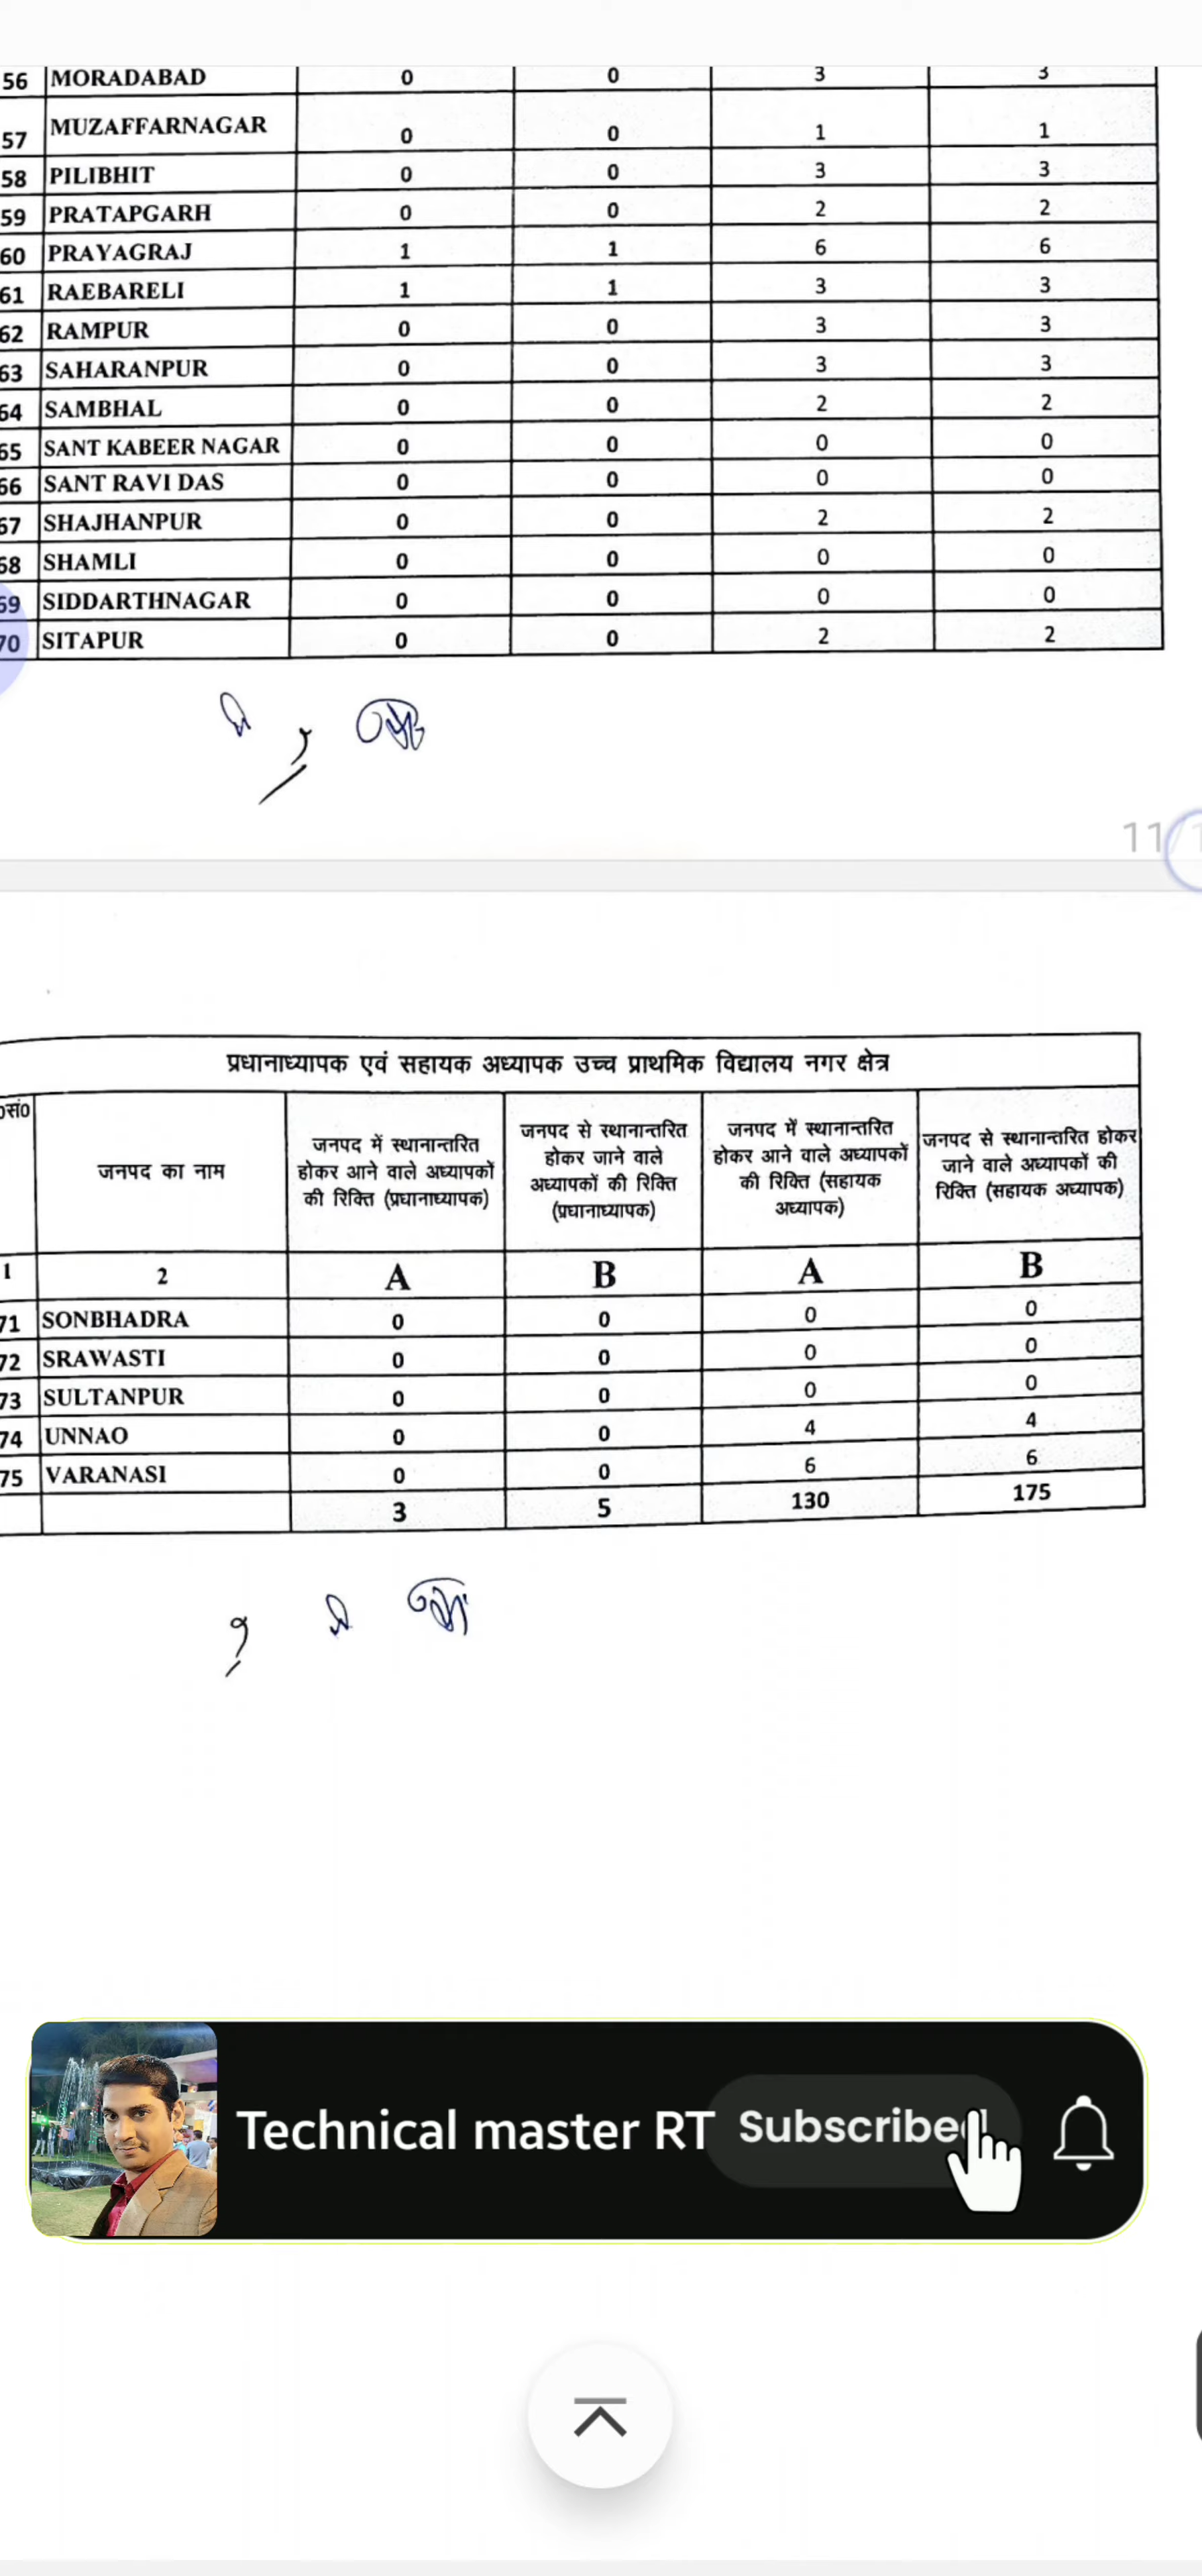 56 MORADABAD 0 0 3 3
57 MUZAFFARNAGAR 0 0 1 1
58 PILIBHIT 0 0 3 3
59 PRATAPGARH 0 0 2 2
60 PRAYAGRAJ 1 1 6 6
61 RAEBARELI 1 1 3 3
62 RAMPUR 0 0 3 3
63 SAHARANPUR 0 0 3 3
64 SAMBHAL 0 0 2 2
65 SANT KABEER NAGAR 0 0 0 0
66 SANT RAVI DAS 0 0 0 0
67 SHAJHANPUR 0 0 2 2
68 SHAMLI 0 0 0 0
69 SIDDARTHNAGAR 0 0 0 0
70 SITAPUR 0 0 2 2
11/1
प्रधानाध्यापक एवं सहायक अध्यापक उच्च प्राथमिक विद्यालय नगर क्षेत्र
0सं0
जनपद का नाम
जनपद में स्थानान्तरित
होकर आने वाले अध्यापकों
की रिक्ति (प्रधानाध्यापक)
जनपद से स्थानान्तरित
होकर जाने वाले
अध्यापकों की रिक्ति
(प्रधानाध्यापक)
जनपद में स्थानान्तरित
होकर आने वाले अध्यापकों
की रिक्ति (सहायक
अध्यापक)
जनपद से स्थानान्तरित होकर
जाने वाले अध्यापकों की
रिक्ति (सहायक अध्यापक)
1 2 A B A B
71 SONBHADRA 0 0 0 0
72 SRAWASTI 0 0 0 0
73 SULTANPUR 0 0 0 0
74 UNNAO 0 0 4 4
75 VARANASI 0 0 6 6
3 5 130 175
Technical master RT Subscribed